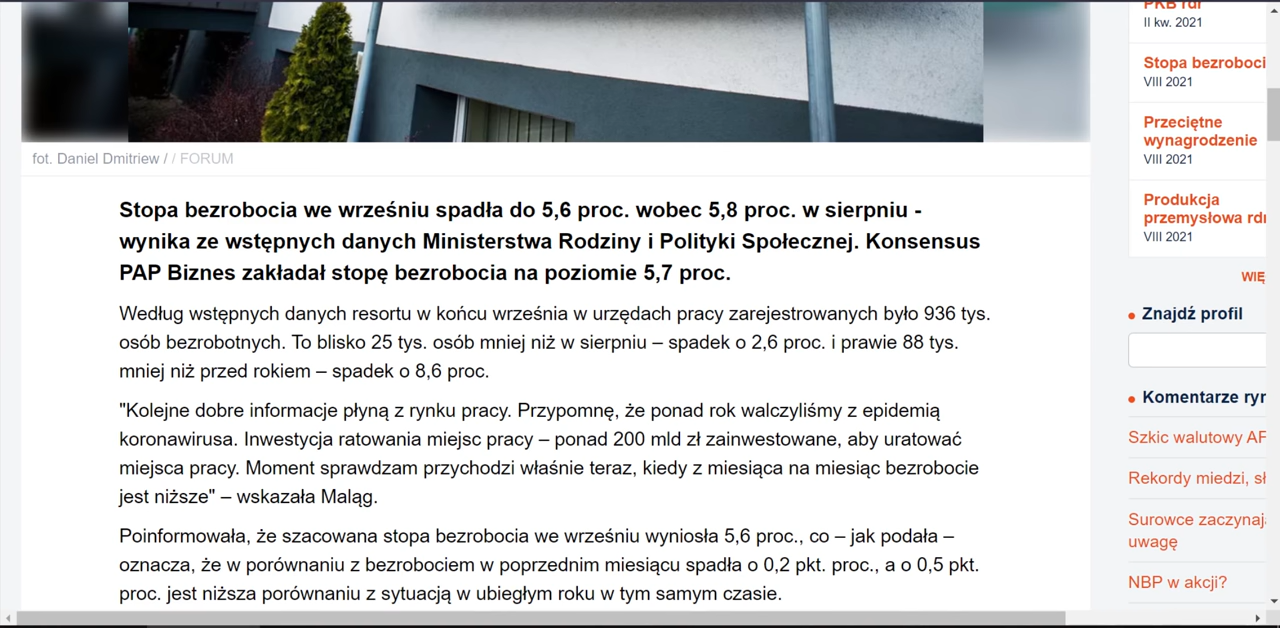 fot. Daniel Dmitriew / / FORUM
Stopa bezrobocia we wrześniu spadła do 5,6 proc. wobec 5,8 proc. w sierpniu -
wynika ze wstępnych danych Ministerstwa Rodziny i Polityki Społecznej. Konsensus
PAP Biznes zakładał stopę bezrobocia na poziomie 5,7 proc.
Według wstępnych danych resortu w końcu września w urzędach pracy zarejestrowanych było 936 tys.
osób bezrobotnych. To blisko 25 tys. osób mniej niż w sierpniu – spadek o 2,6 proc. i prawie 88 tys.
mniej niż przed rokiem – spadek o 8,6 proc.
"Kolejne dobre informacje płyną z rynku pracy. Przypomnę, że ponad rok walczyliśmy z epidemią
koronawirusa. Inwestycja ratowania miejsc pracy – ponad 200 mld zł zainwestowane, aby uratować
miejsca pracy. Moment sprawdzam przychodzi właśnie teraz, kiedy z miesiąca na miesiąc bezrobocie
jest niższe" – wskazała Maląg.
Poinformowała, że szacowana stopa bezrobocia we wrześniu wyniosła 5,6 proc., co – jak podała –
oznacza, że w porównaniu z bezrobociem w poprzednim miesiącu spadła o 0,2 pkt. proc., a o 0,5 pkt.
proc. jest niższa porównaniu z sytuacją w ubiegłym roku w tym samym czasie.
PKB rdr
II kw. 2021
Stopa bezroboci
VIII 2021
Przeciętne
wynagrodzenie
VIII 2021
Produkcja
przemysłowa rdr
VIII 2021
WIĘ
Znajdź profil
Komentarze ryn
Szkic walutowy AF
Rekordy miedzi, sł
Surowce zaczynają
uwagę
NBP w akcji?